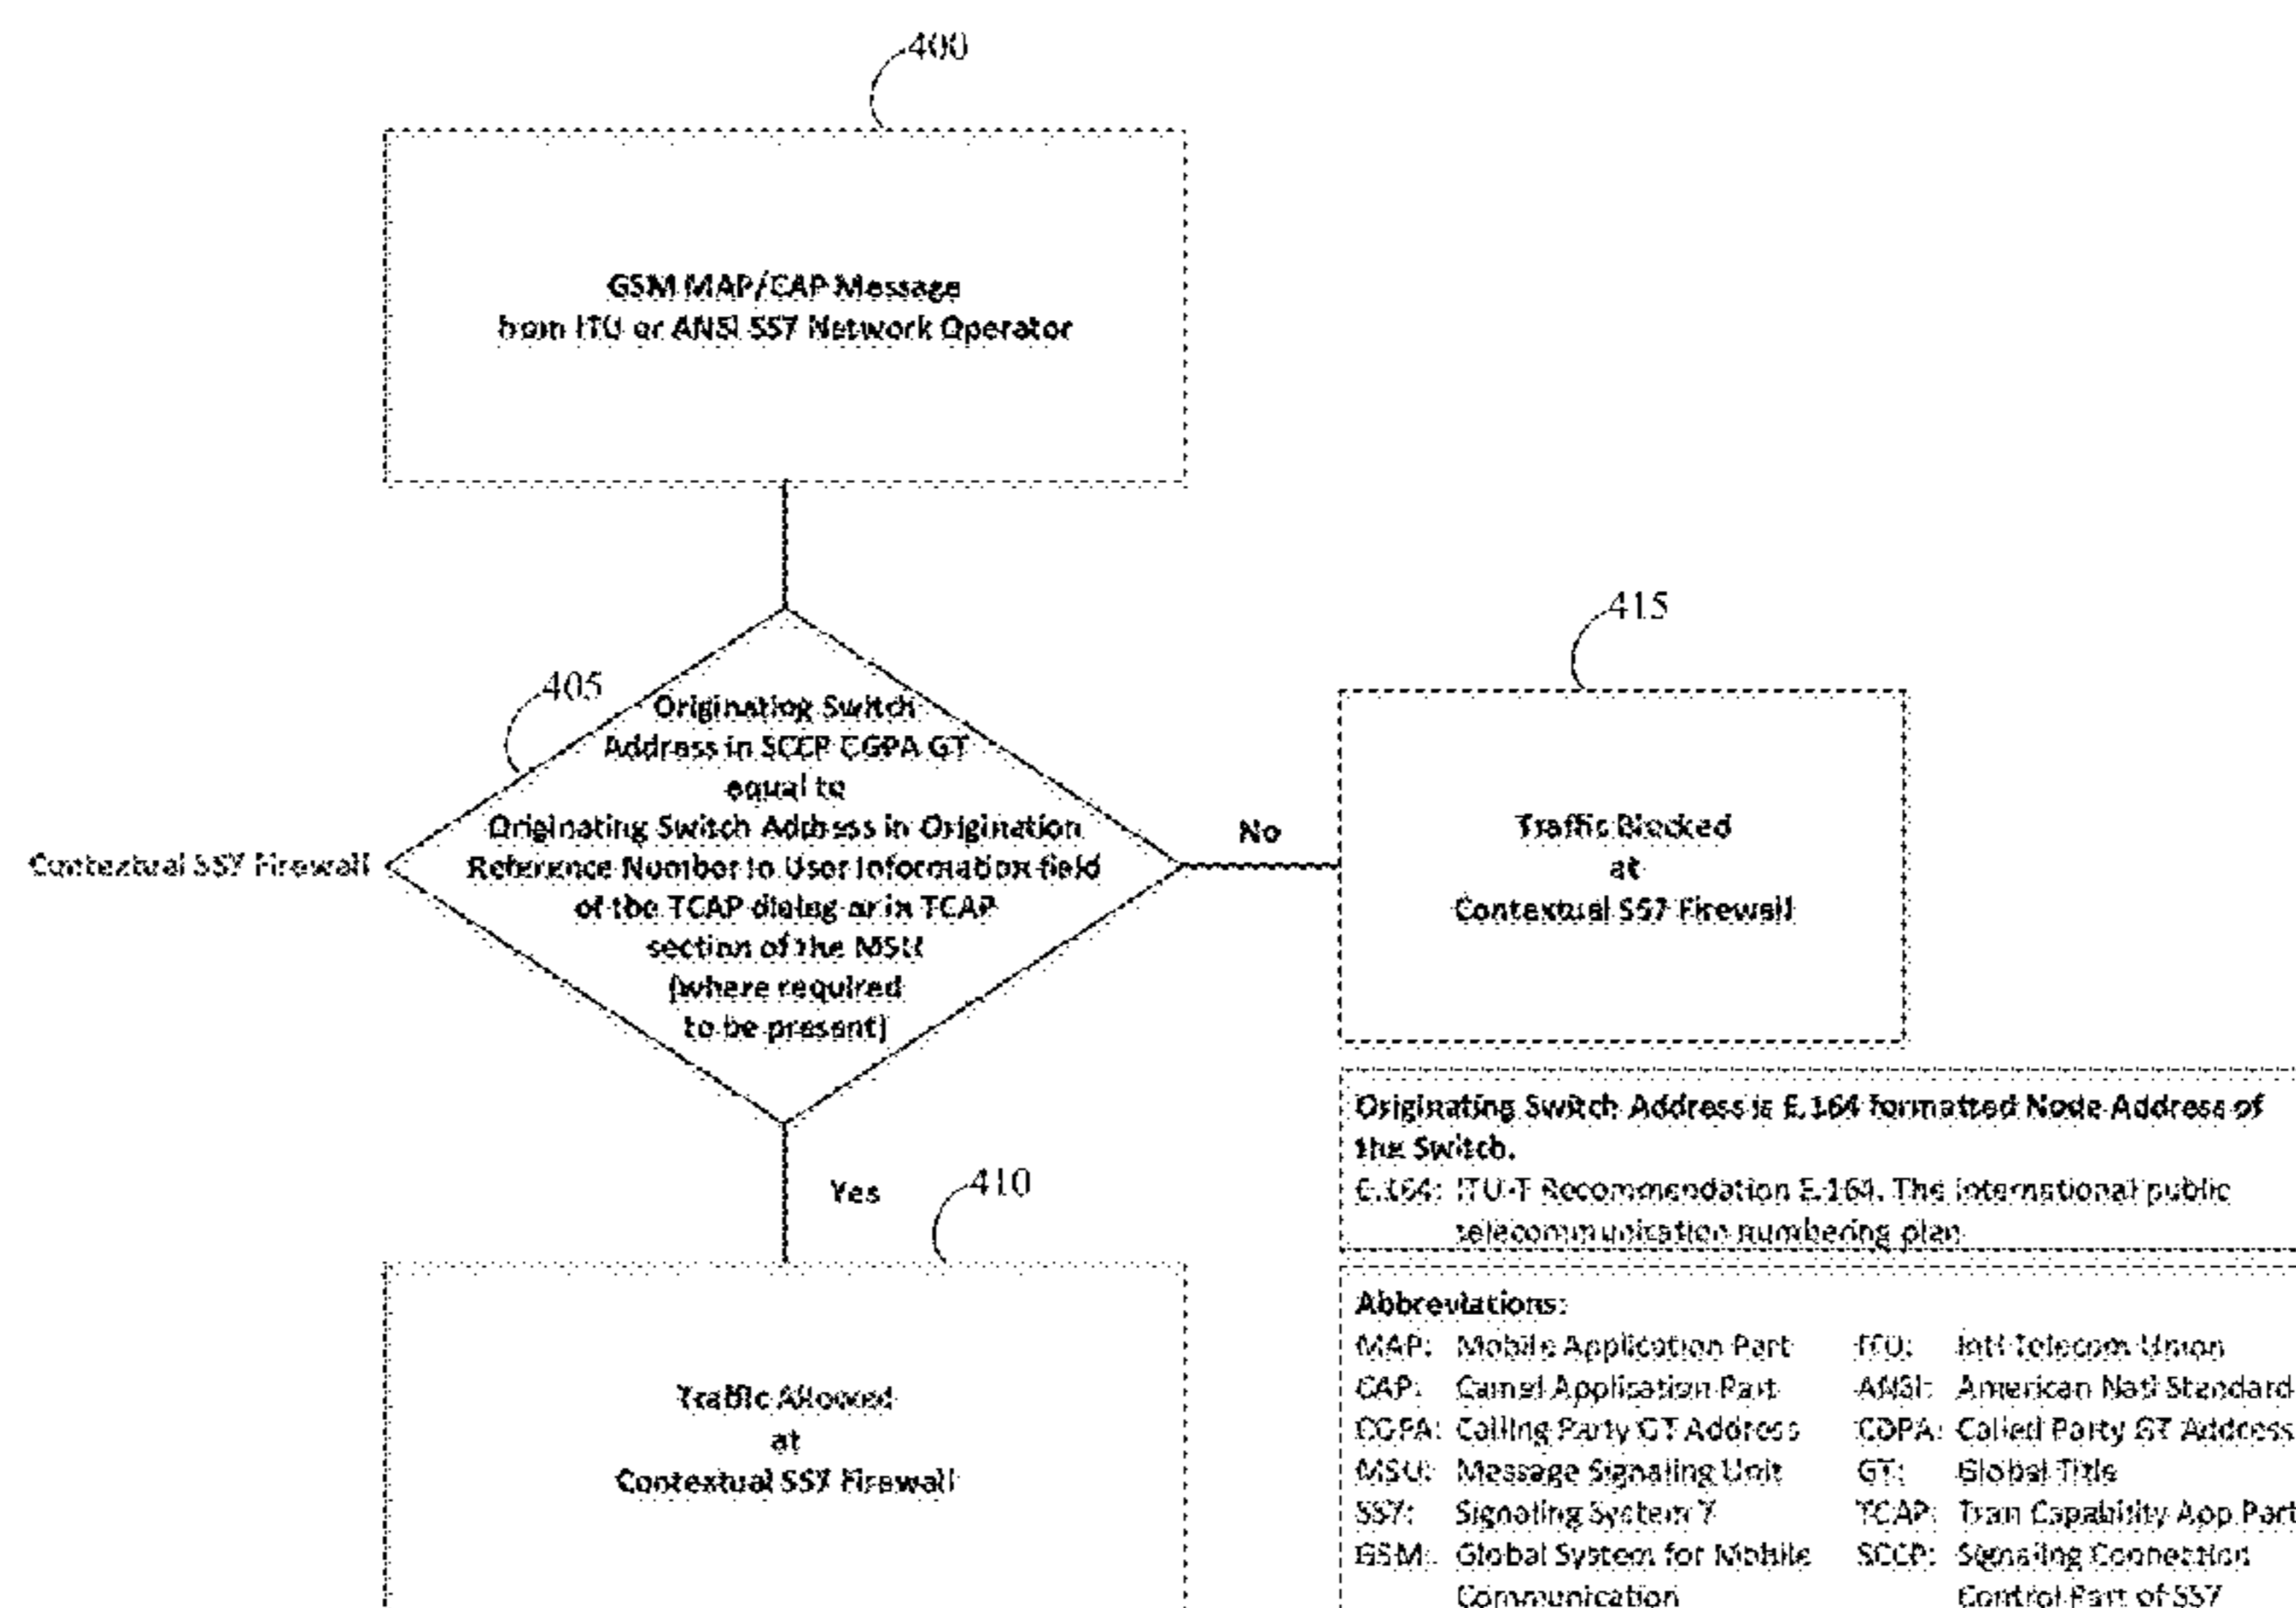 400
GSM MAP/CAP Message
from ITU or ANSI SS7 Network Operator
415
405
Originating Switch
Address in SCCP CGPA GT
equal to
Originating Switch Address in Origination
Reference Number in User Information field
of the TCAP dialog or in TCAP
section of the MSU
(where required
to be present)
Contextual SS7 Firewall
No
Traffic Blocked
at
Contextual SS7 Firewall
Yes
410
Traffic Allowed
at
Contextual SS7 Firewall
Originating Switch Address is E.164 formatted Node Address of
the Switch.
E.164: ITU-T Recommendation E.164. The international public
telecommunication numbering plan
Abbreviations:
MAP: Mobile Application Part ITU: Intl Telecom Union
CAP: Camel Application Part ANSI: American Natl Standard
CGPA: Calling Party GT Address CDPA: Called Party GT Address
MSU: Message Signaling Unit GT: Global Title
SS7: Signaling System 7 TCAP: Tran Capability App Part
GSM: Global System for Mobile SCCP: Signaling Connection
Communication Control Part of SS7